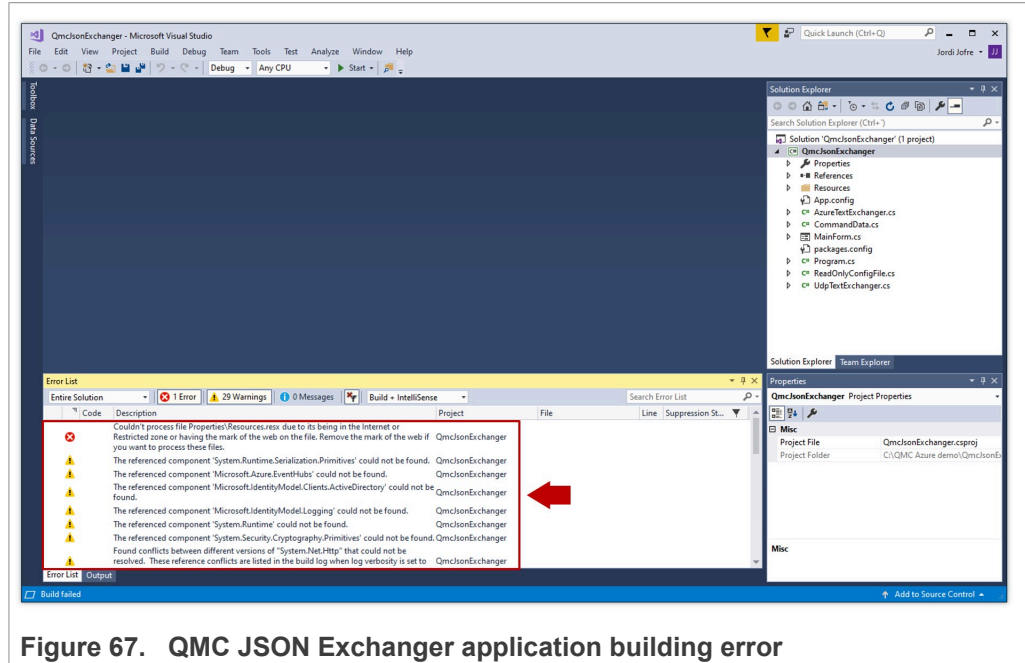 QmcJsonExchanger - Microsoft Visual Studio
Quick Launch (Ctrl+Q)
File Edit View Project Build Debug Team Tools Test Analyze Window Help
Jordi Jofre JJ
Debug Any CPU Start
Toolbox
Data Sources
Solution Explorer
Search Solution Explorer (Ctrl+´)
Solution 'QmcJsonExchanger' (1 project)
QmcJsonExchanger
Properties
References
Resources
App.config
AzureTextExchanger.cs
CommandData.cs
MainForm.cs
packages.config
Program.cs
ReadOnlyConfigFile.cs
UdpTextExchanger.cs
Solution Explorer Team Explorer
Error List
Entire Solution 1 Error 29 Warnings 0 Messages Build + IntelliSense Search Error List
Code Description Project File Line Suppression St...
Couldn't process file Properties\Resources.resx due to its being in the Internet or
Restricted zone or having the mark of the web on the file. Remove the mark of the web if QmcJsonExchanger
you want to process these files.
The referenced component 'System.Runtime.Serialization.Primitives' could not be found. QmcJsonExchanger
The referenced component 'Microsoft.Azure.EventHubs' could not be found. QmcJsonExchanger
The referenced component 'Microsoft.IdentityModel.Clients.ActiveDirectory' could not be QmcJsonExchanger
found.
The referenced component 'Microsoft.IdentityModel.Logging' could not be found. QmcJsonExchanger
The referenced component 'System.Runtime' could not be found. QmcJsonExchanger
The referenced component 'System.Security.Cryptography.Primitives' could not be found. QmcJsonExchanger
Found conflicts between different versions of "System.Net.Http" that could not be
resolved. These reference conflicts are listed in the build log when log verbosity is set to QmcJsonExchanger
Error List Output
Properties
QmcJsonExchanger Project Properties
Misc
Project File QmcJsonExchanger.csproj
Project Folder C:\QMC Azure demo\QmcJsonEx
Misc
Build failed
Add to Source Control
Figure 67. QMC JSON Exchanger application building error